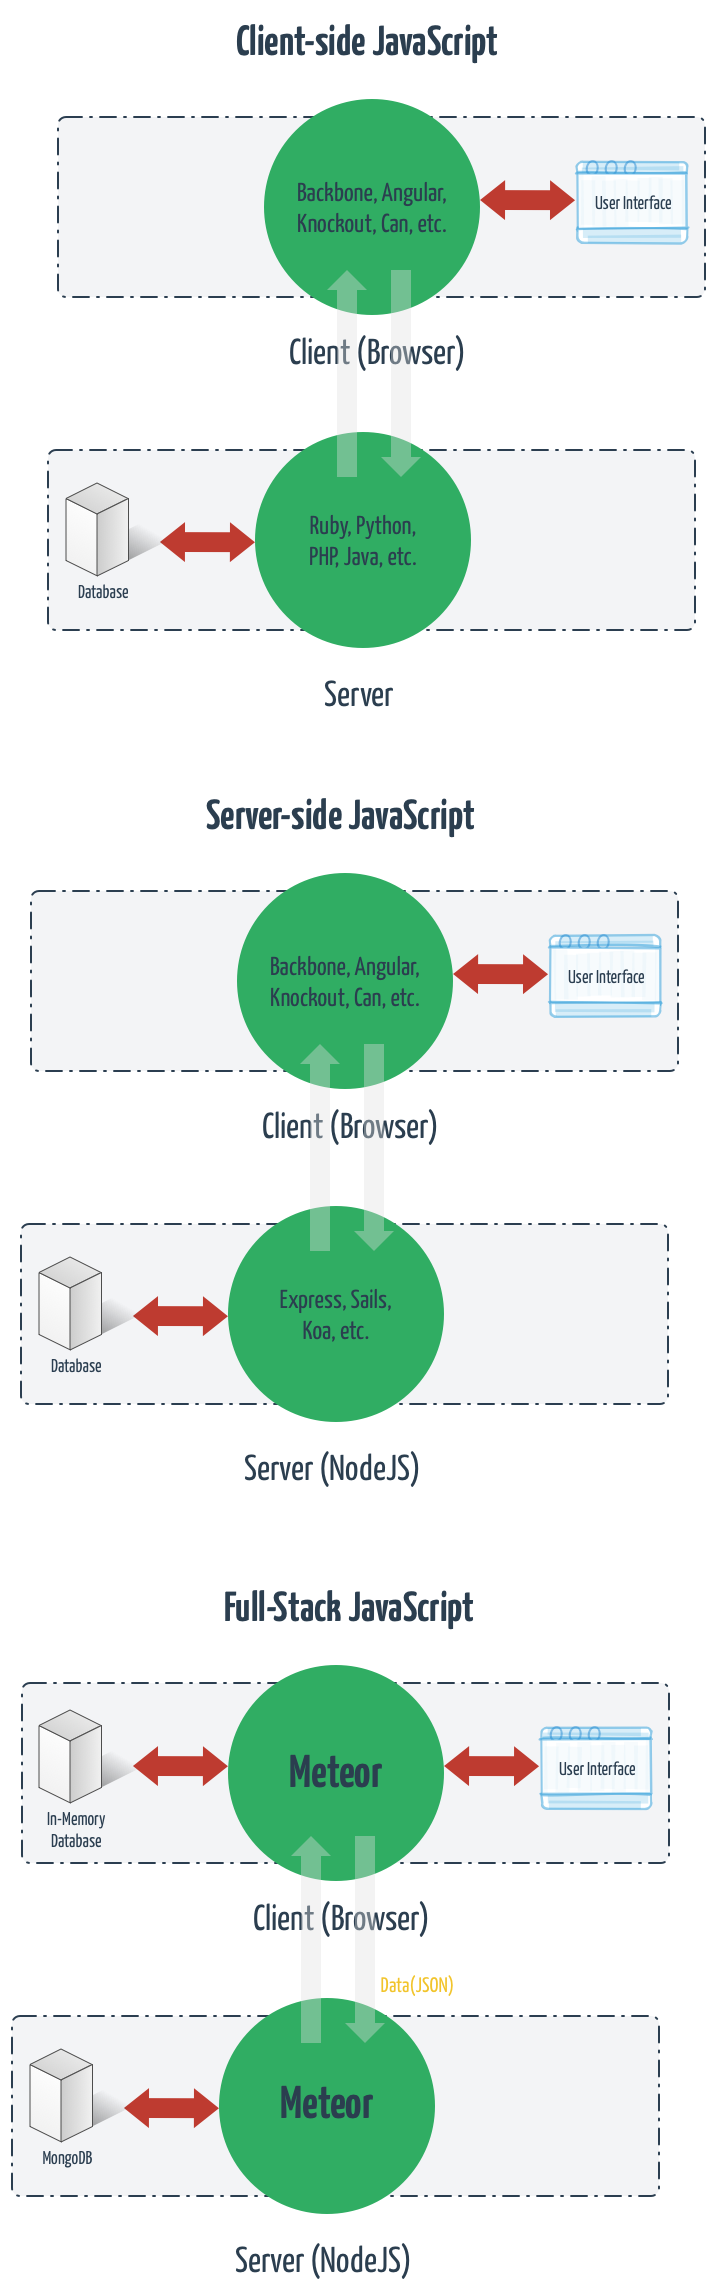 Client-side JavaScript
Backbone, Angular,
Knockout, Can, etc.
User Interface
Client (Browser)
Ruby, Python,
PHP, Java, etc.
Database
Server
Server-side JavaScript
Backbone, Angular,
Knockout, Can, etc.
User Interface
Client (Browser)
Express, Sails,
Koa, etc.
Database
Server (NodeJS)
Full-Stack JavaScript
Meteor
User Interface
In-Memory
Database
Client (Browser)
Data(JSON)
Meteor
MongoDB
Server (NodeJS)